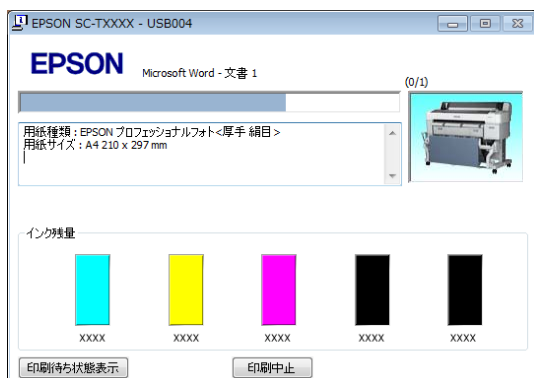 EPSON SC-TXXXX - USB004
EPSON
Microsoft Word - 文書 1
(0/1)
用紙種類 : EPSON プロフェッショナルフォト<厚手 絹目 >
用紙サイズ : A4 210 x 297 mm
インク残量
XXXX XXXX XXXX XXXX XXXX
印刷待ち状態表示 印刷中止